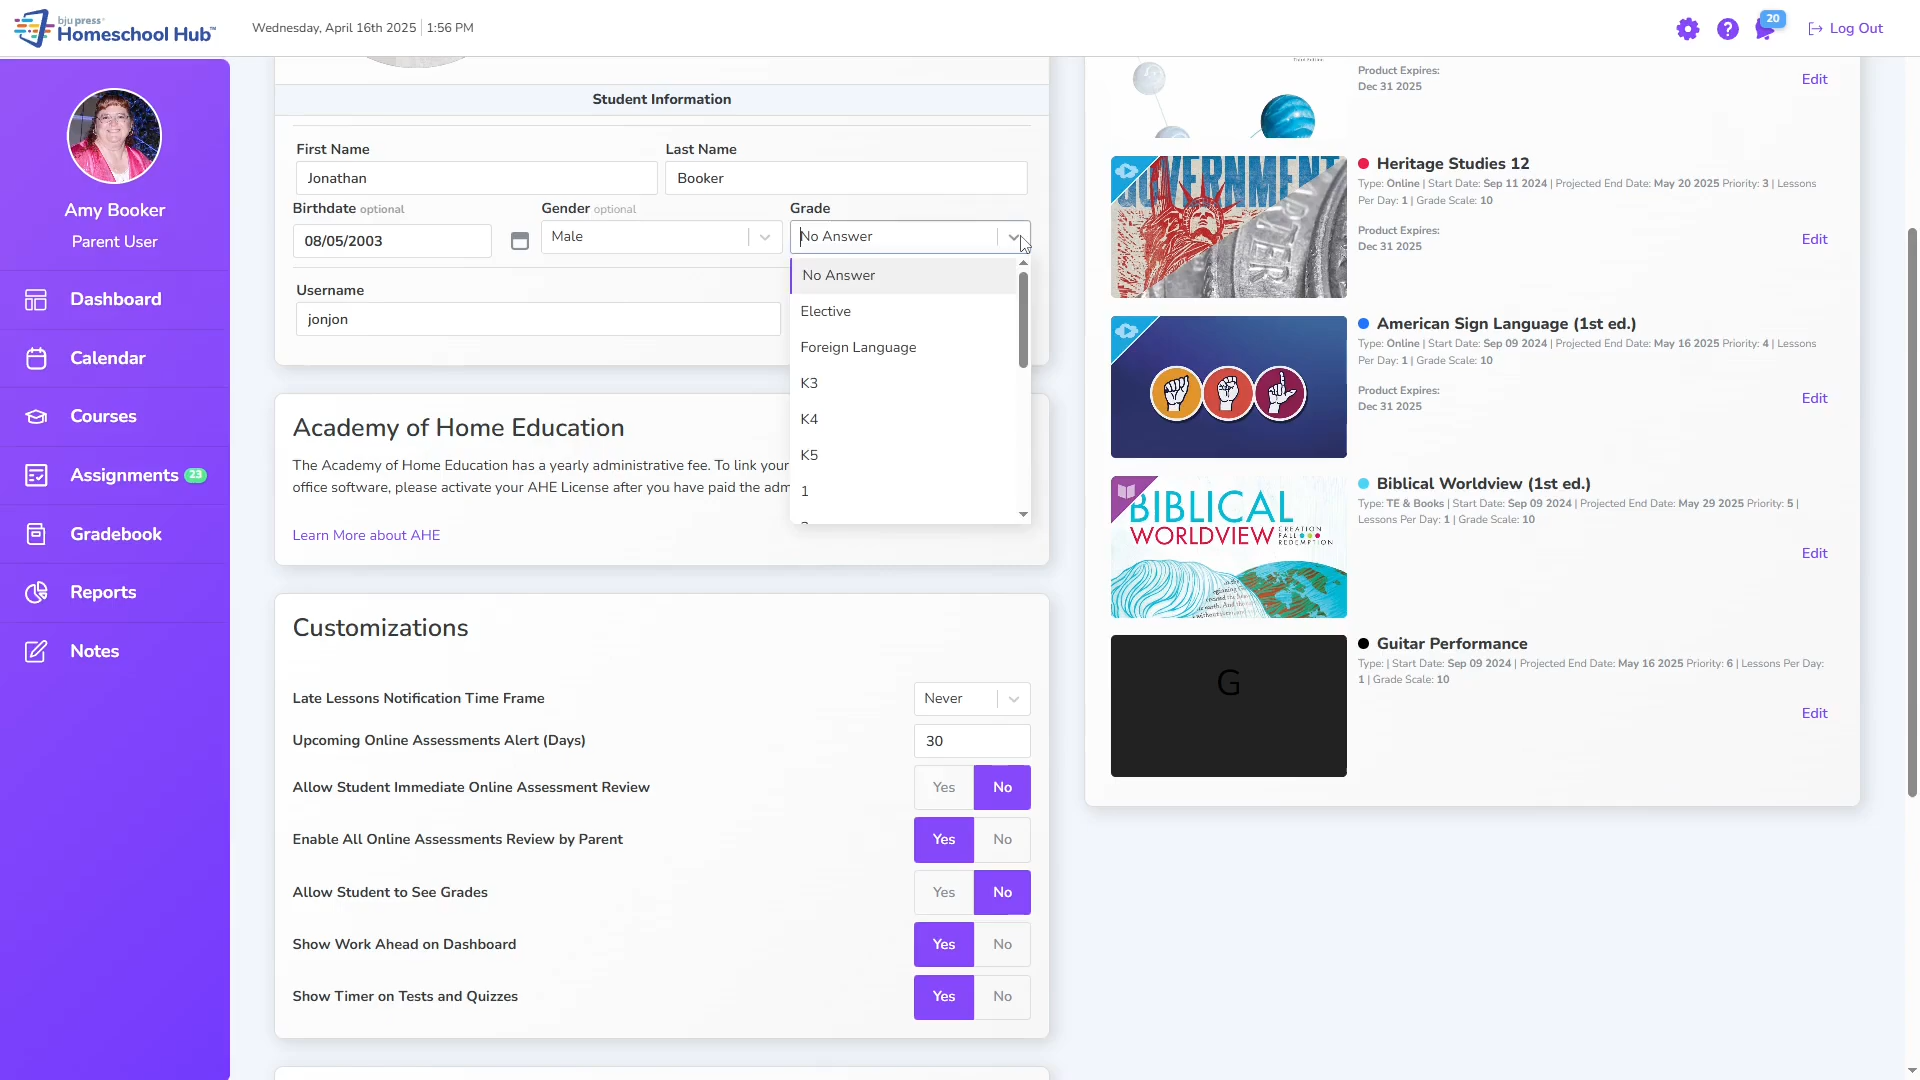 bju press
Homeschool Hub™
Wednesday, April 16th 2025 | 1:56 PM
20
Log Out
Amy Booker
Parent User
Dashboard
Calendar
Courses
Assignments 23
Gradebook
Reports
Notes
Student Information
First Name
Jonathan
Last Name
Booker
Birthdate optional
08/05/2003
Gender optional
Male
Grade
No Answer
No Answer
Elective
Foreign Language
K3
K4
K5
1
Username
jonjon
Academy of Home Education
The Academy of Home Education has a yearly administrative fee. To link your
office software, please activate your AHE License after you have paid the adm
Learn More about AHE
Customizations
Late Lessons Notification Time Frame
Never
Upcoming Online Assessments Alert (Days)
30
Allow Student Immediate Online Assessment Review
Yes No
Enable All Online Assessments Review by Parent
Yes No
Allow Student to See Grades
Yes No
Show Work Ahead on Dashboard
Yes No
Show Timer on Tests and Quizzes
Yes No
Product Expires:
Dec 31 2025
Edit
GOVERNMENT
Heritage Studies 12
Type: Online | Start Date: Sep 11 2024 | Projected End Date: May 20 2025 Priority: 3 | Lessons
Per Day: 1 | Grade Scale: 10
Product Expires:
Dec 31 2025
Edit
American Sign Language (1st ed.)
Type: Online | Start Date: Sep 09 2024 | Projected End Date: May 16 2025 Priority: 4 | Lessons
Per Day: 1 | Grade Scale: 10
Product Expires:
Dec 31 2025
Edit
BIBLICAL
WORLDVIEW
CREATION
FALL
REDEMPTION
Biblical Worldview (1st ed.)
Type: TE & Books | Start Date: Sep 09 2024 | Projected End Date: May 29 2025 Priority: 5 |
Lessons Per Day: 1 | Grade Scale: 10
Edit
G
Guitar Performance
Type: | Start Date: Sep 09 2024 | Projected End Date: May 16 2025 Priority: 6 | Lessons Per Day:
1 | Grade Scale: 10
Edit